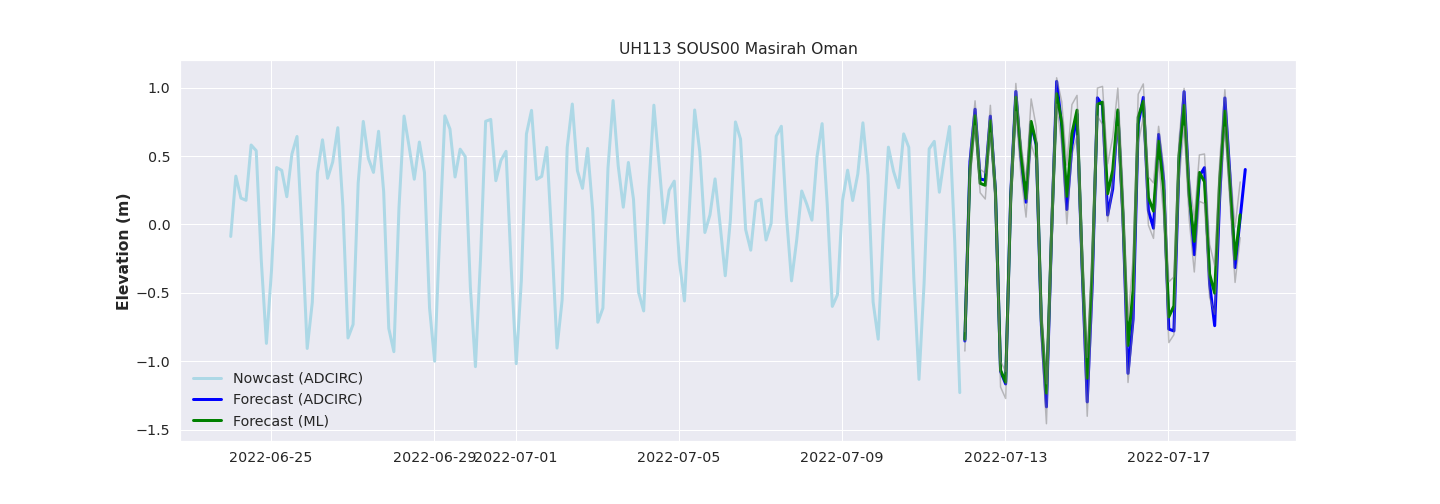 UH113 SOUS00 Masirah Oman
Elevation (m)
1.0
0.5
0.0
−0.5
−1.0
−1.5
Nowcast (ADCIRC)
Forecast (ADCIRC)
Forecast (ML)
2022-06-25 2022-06-29 2022-07-01 2022-07-05 2022-07-09 2022-07-13 2022-07-17